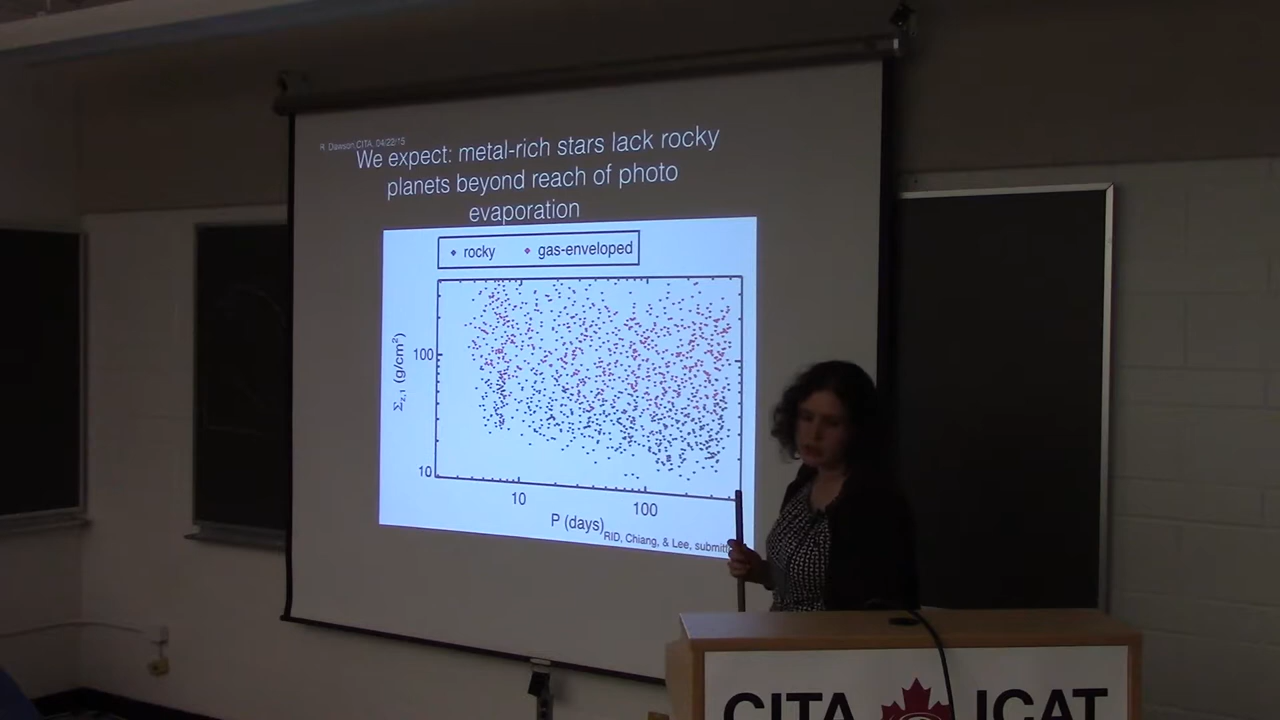 R. Dawson, CITA, 04/22/15
We expect: metal-rich stars lack rocky
planets beyond reach of photo
evaporation
rocky gas-enveloped
Σz,1 (g/cm²)
100
10
10 100
P (days)
RID, Chiang, & Lee, submitt
CITA ICAT